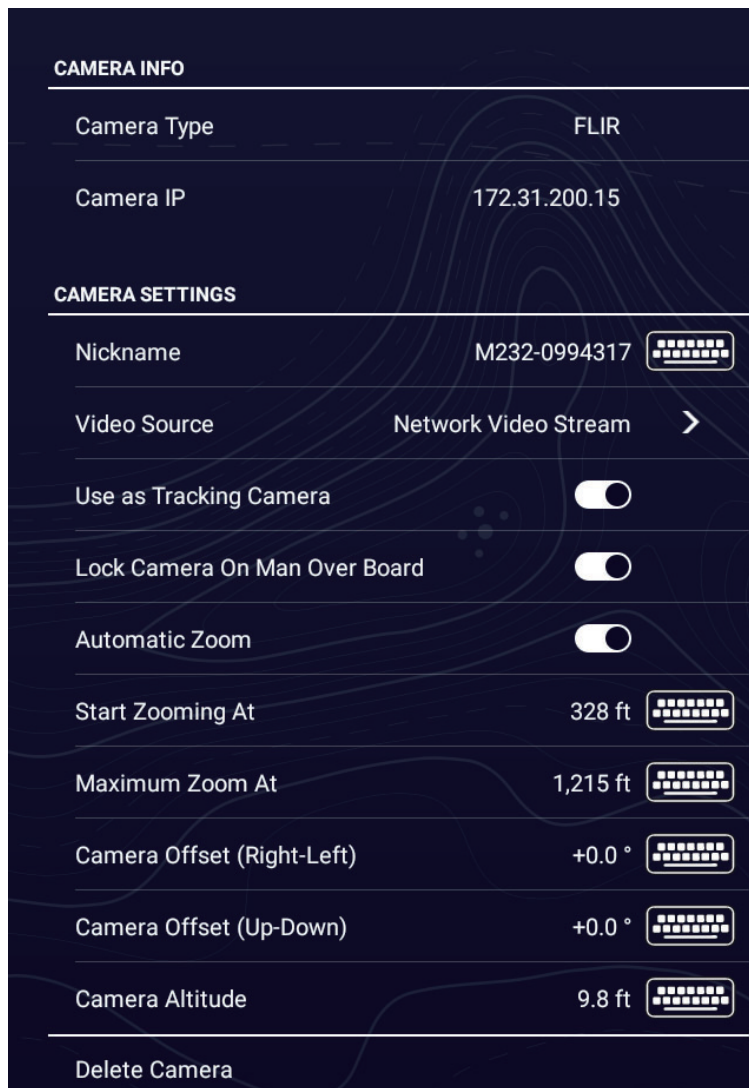 CAMERA INFO
Camera Type FLIR
Camera IP 172.31.200.15
CAMERA SETTINGS
Nickname M232-0994317
Video Source Network Video Stream
Use as Tracking Camera
Lock Camera On Man Over Board
Automatic Zoom
Start Zooming At 328 ft
Maximum Zoom At 1,215 ft
Camera Offset (Right-Left) +0.0 °
Camera Offset (Up-Down) +0.0 °
Camera Altitude 9.8 ft
Delete Camera